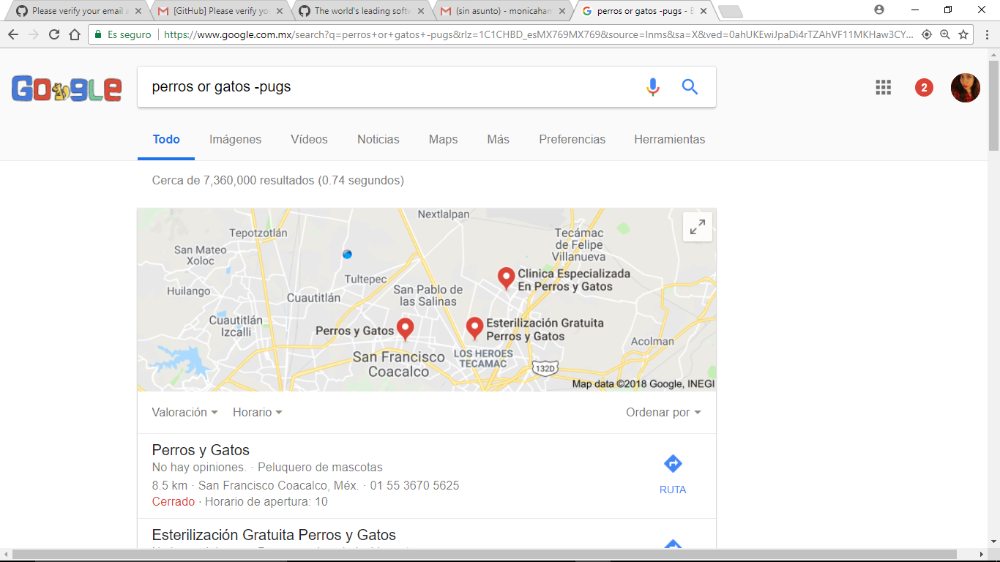 Please verify your email a
[GitHub] Please verify yo
The world's leading softw
(sin asunto) - monicaham
perros or gatos -pugs - B
Es seguro
https://www.google.com.mx/search?q=perros+or+gatos+-pugs&rlz=1C1CHBD_esMX769MX769&source=lnms&sa=X&ved=0ahUKEwiJpaDi4rTZAhVF11MKHaw3CY...
Google
perros or gatos -pugs
2
Todo
Imágenes
Vídeos
Noticias
Maps
Más
Preferencias
Herramientas
Cerca de 7,360,000 resultados (0.74 segundos)
Nextlalpan
Tepotzotlán
Tecámac
de Felipe
Villanueva
San Mateo
Xoloc
Tultepec
Clinica Especializada
En Perros y Gatos
Huilango
San Pablo de
las Salinas
Cuautitlán
Cuautitlán
Izcalli
Perros y Gatos
Esterilización Gratuita
Perros y Gatos
Acolman
San Francisco
Coacalco
LOS HEROES
TECAMAC
132D
Map data ©2018 Google, INEGI
Valoración
Horario
Ordenar por
Perros y Gatos
No hay opiniones. · Peluquero de mascotas
8.5 km · San Francisco Coacalco, Méx. · 01 55 3670 5625
Cerrado · Horario de apertura: 10
RUTA
Esterilización Gratuita Perros y Gatos